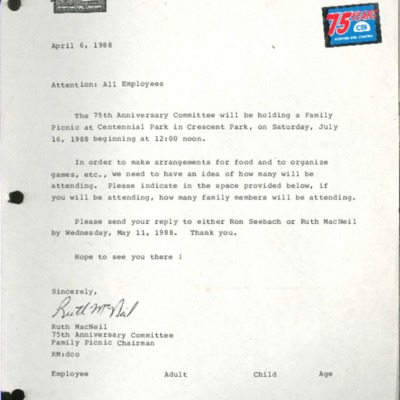 75 YEARS
April 6, 1988
Attention: All Employees
The 75th Anniversary Committee will be holding a Family
Picnic at Centennial Park in Crescent Park, on Saturday, July
16, 1988 beginning at 12:00 noon.
In order to make arrangements for food and to organize
games, etc., we need to have an idea of how many will be
attending. Please indicate in the space provided below, if
you will be attending, how many family members will be attending.
Please send your reply to either Ron Seebach or Ruth MacNeil
by Wednesday, May 11, 1988. Thank you.
Hope to see you there !
Sincerely,
Ruth McNeil
Ruth MacNeil
75th Anniversary Committee
Family Picnic Chairman
RM:dco
Employee Adult Child Age